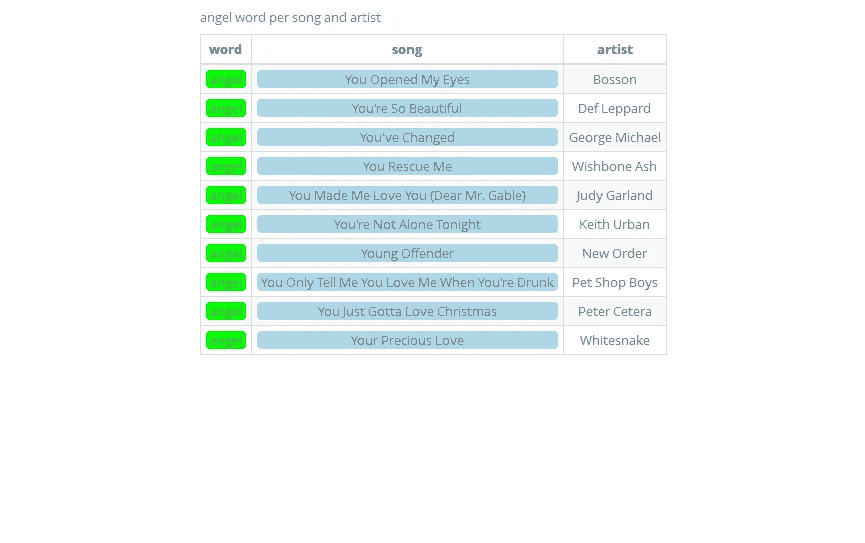 angel word per song and artist
word song artist
angel You Opened My Eyes Bosson
angel You're So Beautiful Def Leppard
angel You've Changed George Michael
angel You Rescue Me Wishbone Ash
angel You Made Me Love You (Dear Mr. Gable) Judy Garland
angel You're Not Alone Tonight Keith Urban
angel Young Offender New Order
angel You Only Tell Me You Love Me When You're Drunk Pet Shop Boys
angel You Just Gotta Love Christmas Peter Cetera
angel Your Precious Love Whitesnake